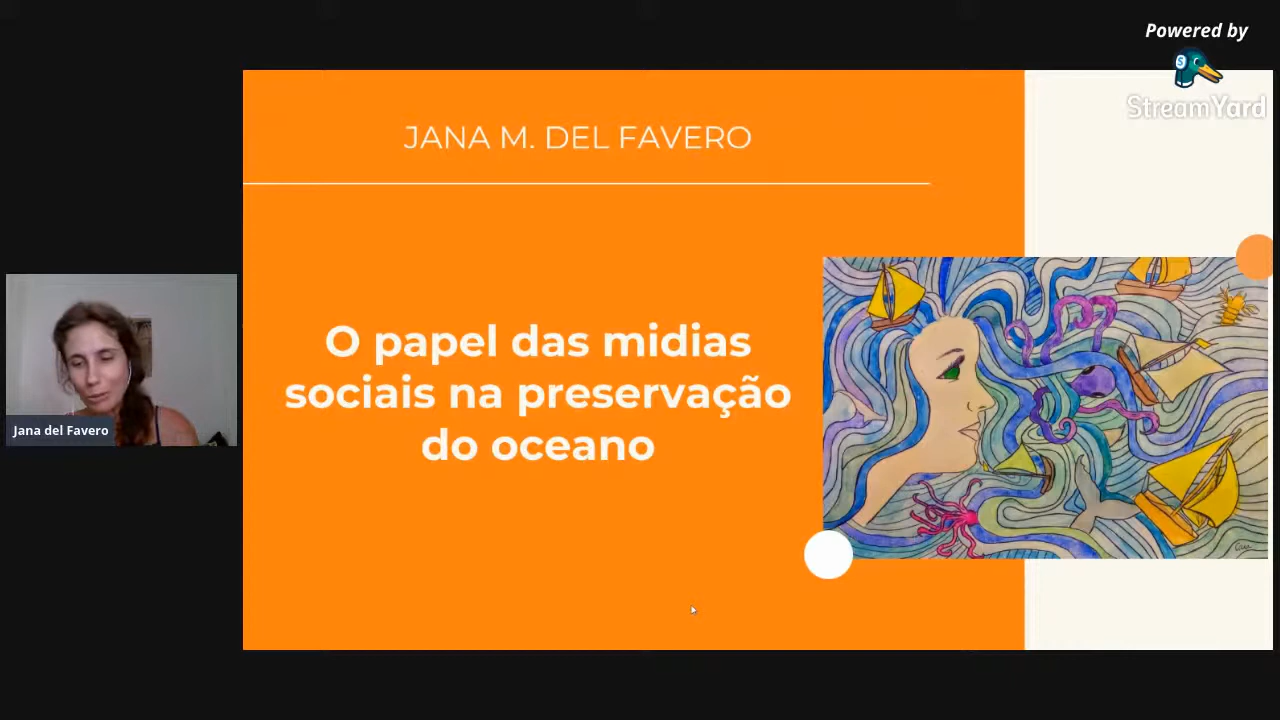 Powered by
StreamYard
JANA M. DEL FAVERO
O papel das midias
sociais na preservação
do oceano
Jana del Favero